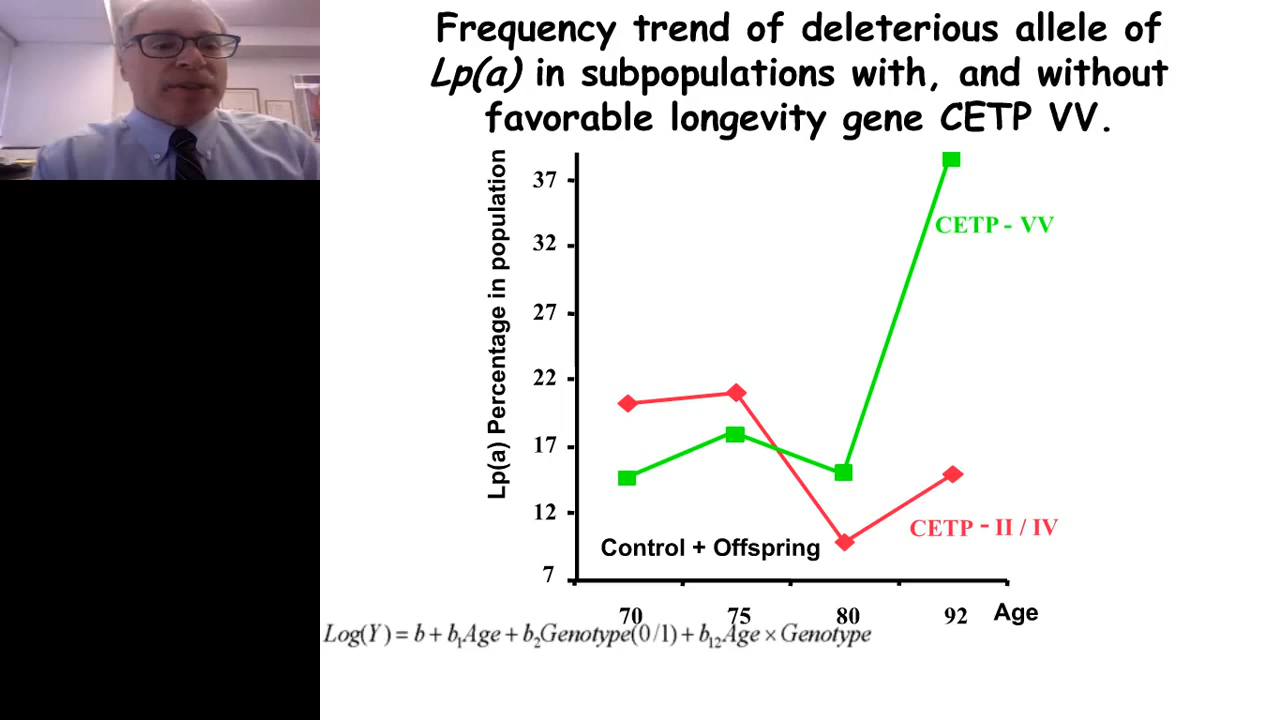 Frequency trend of deleterious allele of
Lp(a) in subpopulations with, and without
favorable longevity gene CETP VV.
Lp(a) Percentage in population
37
32
27
22
17
12
7
CETP - VV
CETP - II / IV
Control + Offspring
70 75 80 92 Age
Log(Y) = b + b₁Age + b₂Genotype(0/1) + b₁₂Age × Genotype